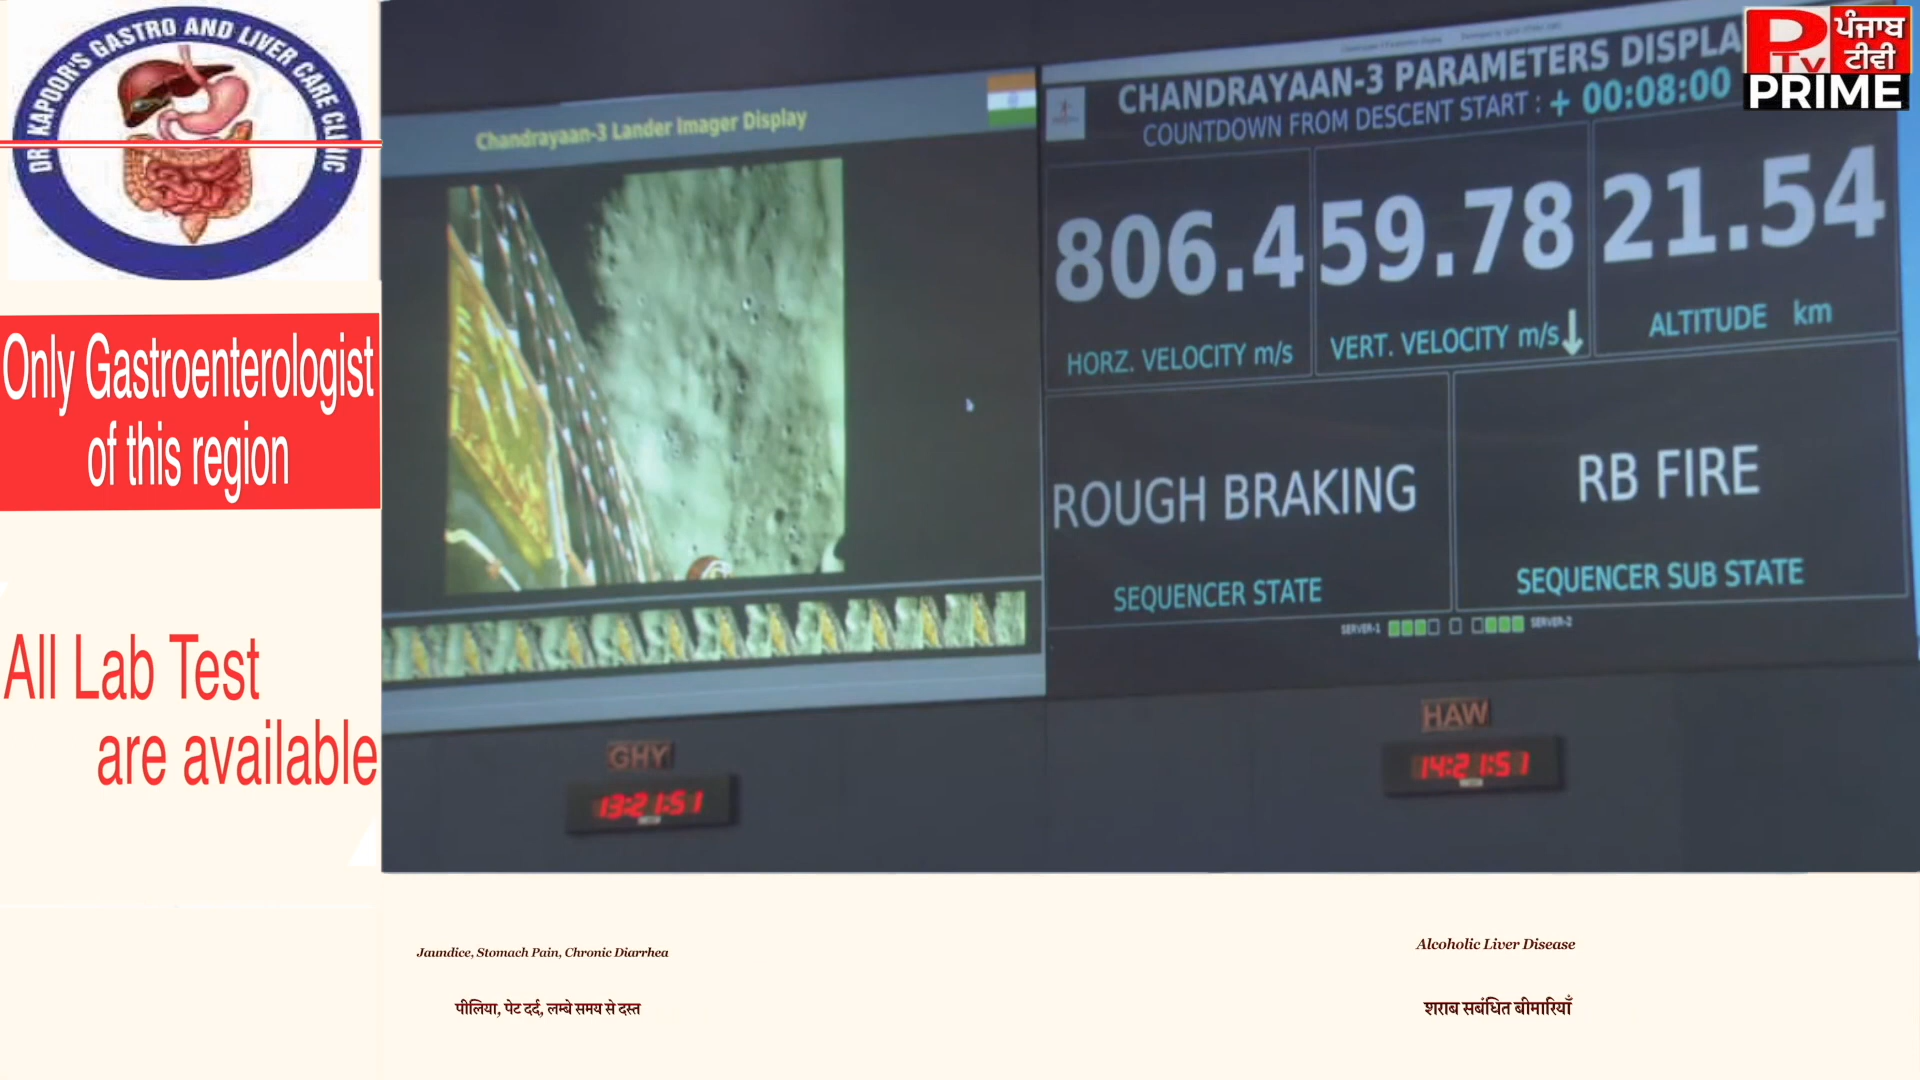 DR KAPOOR'S GASTRO AND LIVER CARE CLINIC
Only Gastroenterologist
of this region
All Lab Test
are available
Chandrayaan-3 Lander Imager Display
CHANDRAYAAN-3 PARAMETERS DISPLA
COUNTDOWN FROM DESCENT START : + 00:08:00
806.4
59.78
21.54
HORZ. VELOCITY m/s
VERT. VELOCITY m/s
ALTITUDE km
ROUGH BRAKING
RB FIRE
SEQUENCER STATE
SEQUENCER SUB STATE
SERVER-1
SERVER-2
GHY
13:21:51
HAW
14:21:51
PTv
ਪੰਜਾਬ
ਟੀਵੀ
PRIME
Jaundice, Stomach Pain, Chronic Diarrhea
पीलिया, पेट दर्द, लम्बे समय से दस्त
Alcoholic Liver Disease
शराब सबंधित बीमारियाँ